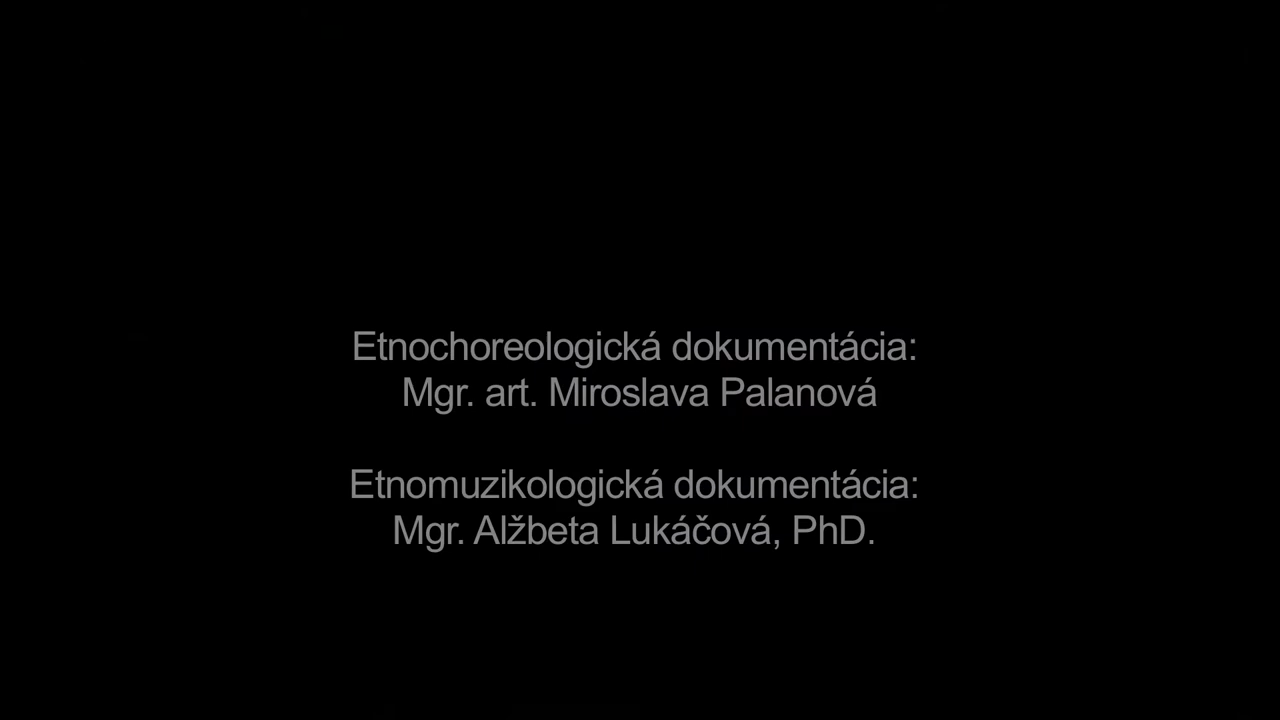 Etnochoreologická dokumentácia:
Mgr. art. Miroslava Palanová
Etnomuzikologická dokumentácia:
Mgr. Alžbeta Lukáčová, PhD.